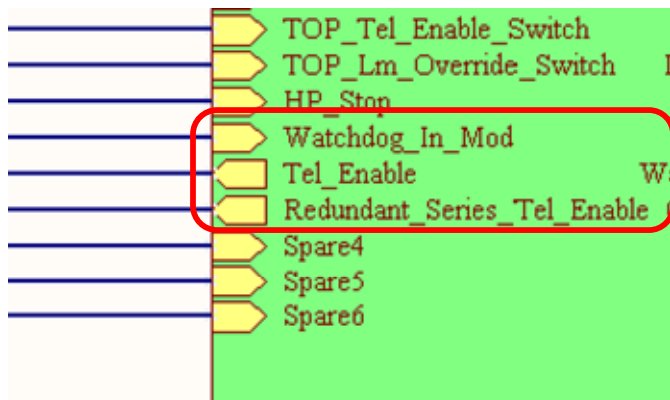 TOP_Tel_Enable_Switch
TOP_Lm_Override_Switch
HP_Stop
Watchdog_In_Mod
Tel_Enable
Redundant_Series_Tel_Enable
Spare4
Spare5
Spare6